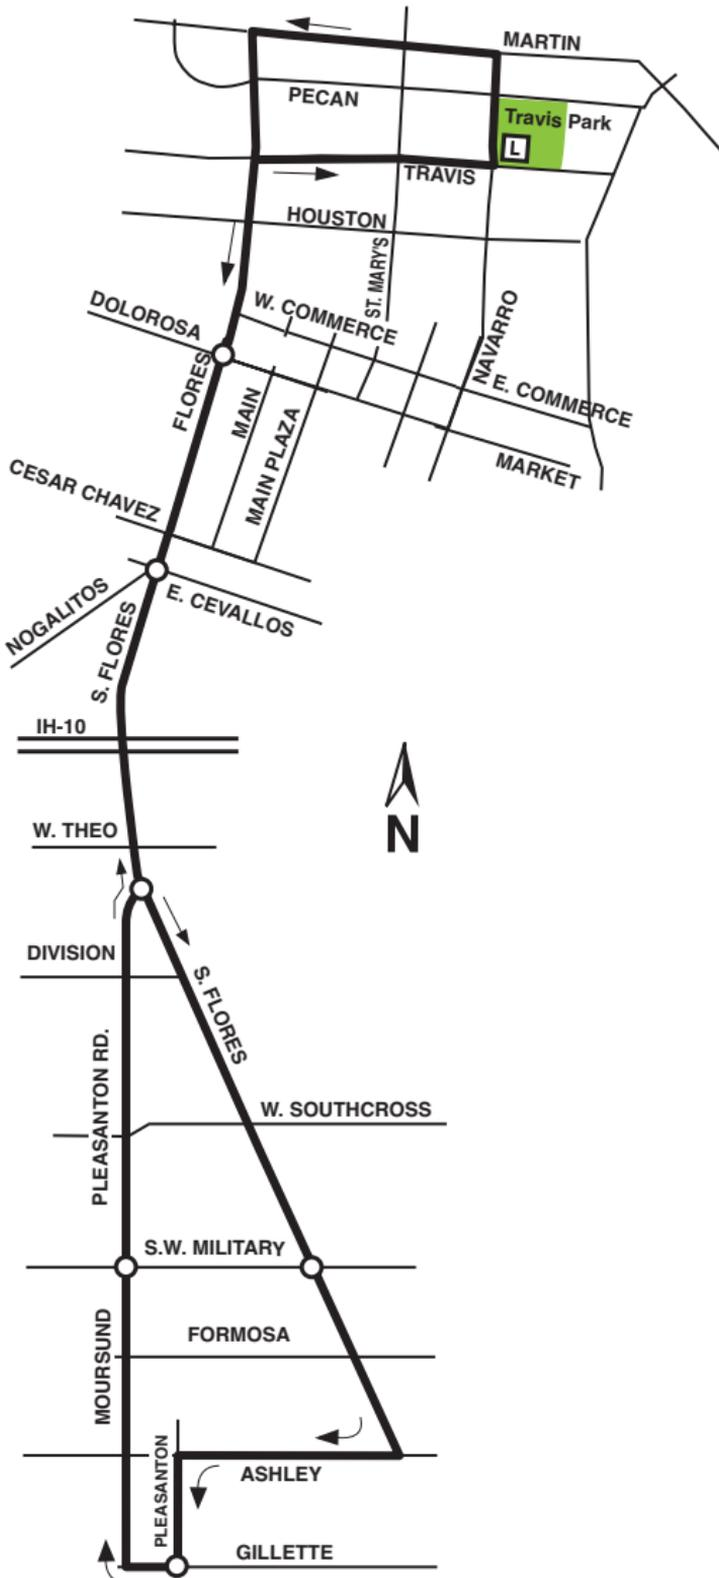 MARTIN
PECAN
Travis Park
L
TRAVIS
HOUSTON
ST. MARY'S
W. COMMERCE
DOLOROSA
NAVARRO
FLORES
E. COMMERCE
MAIN
MAIN PLAZA
MARKET
CESAR CHAVEZ
E. CEVALLOS
NOGALITOS
S. FLORES
IH-10
W. THEO
N
DIVISION
S. FLORES
PLEASANTON RD.
W. SOUTHCROSS
S.W. MILITARY
FORMOSA
MOURSUND
PLEASANTON
ASHLEY
GILLETTE